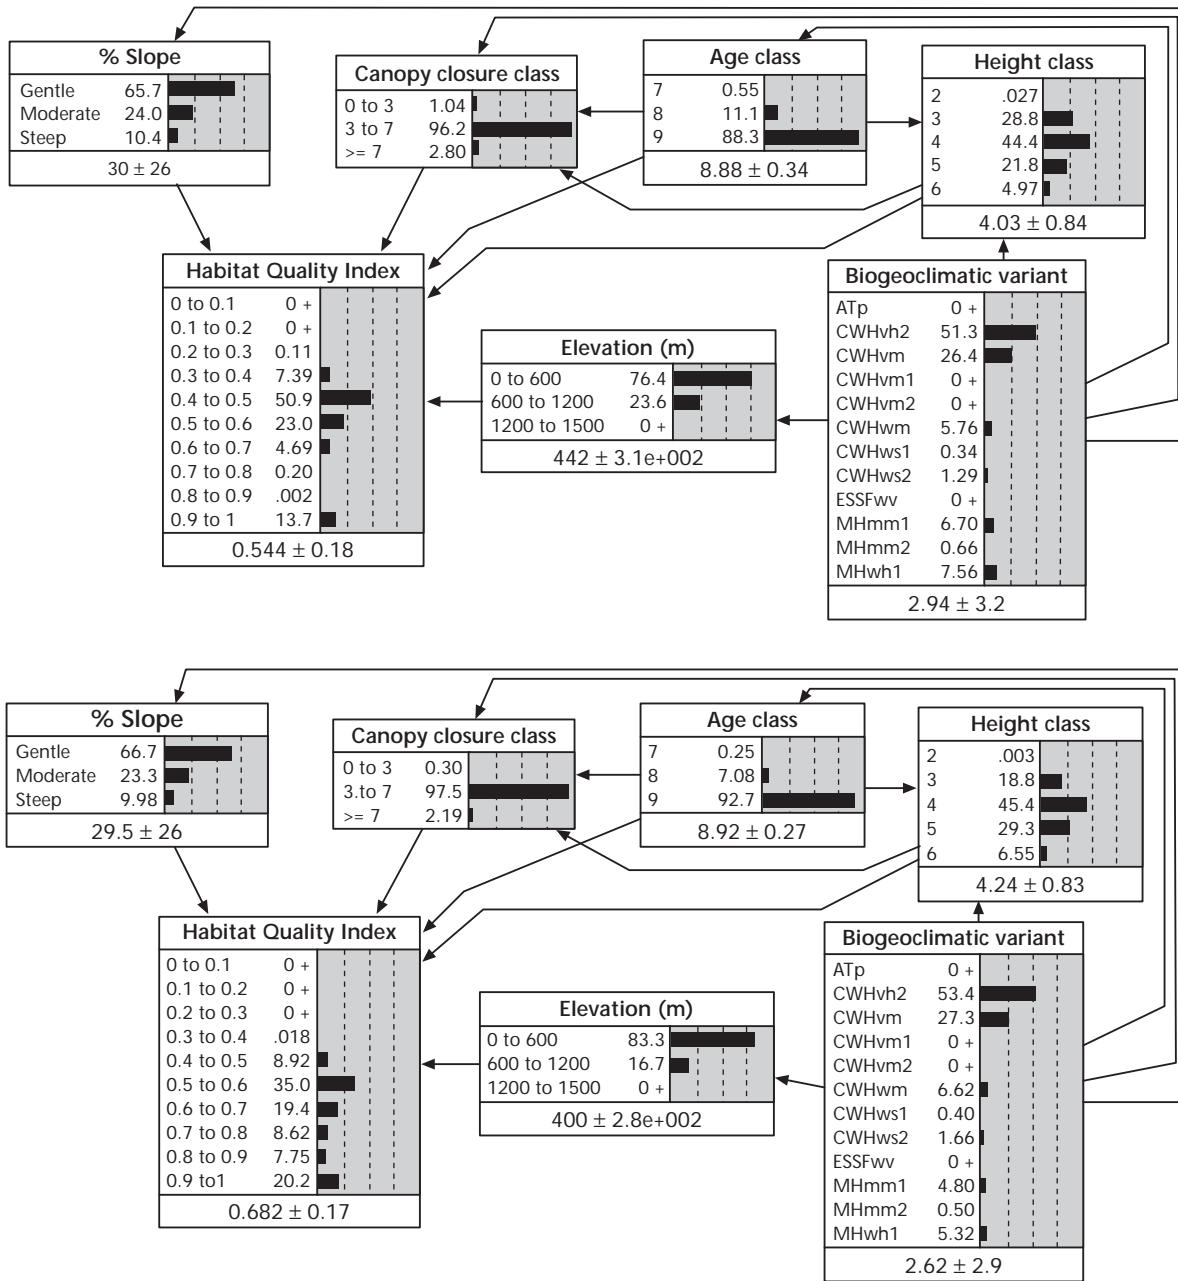 % Slope
Gentle 65.7
Moderate 24.0
Steep 10.4
30 ± 26
Canopy closure class
0 to 3 1.04
3 to 7 96.2
>= 7 2.80
Age class
7 0.55
8 11.1
9 88.3
8.88 ± 0.34
Height class
2 .027
3 28.8
4 44.4
5 21.8
6 4.97
4.03 ± 0.84
Habitat Quality Index
0 to 0.1 0 +
0.1 to 0.2 0 +
0.2 to 0.3 0.11
0.3 to 0.4 7.39
0.4 to 0.5 50.9
0.5 to 0.6 23.0
0.6 to 0.7 4.69
0.7 to 0.8 0.20
0.8 to 0.9 .002
0.9 to 1 13.7
0.544 ± 0.18
Elevation (m)
0 to 600 76.4
600 to 1200 23.6
1200 to 1500 0 +
442 ± 3.1e+002
Biogeoclimatic variant
ATp 0 +
CWHvh2 51.3
CWHvm 26.4
CWHvm1 0 +
CWHvm2 0 +
CWHwm 5.76
CWHws1 0.34
CWHws2 1.29
ESSFwv 0 +
MHmm1 6.70
MHmm2 0.66
MHwh1 7.56
2.94 ± 3.2
% Slope
Gentle 66.7
Moderate 23.3
Steep 9.98
29.5 ± 26
Canopy closure class
0 to 3 0.30
3.to 7 97.5
>= 7 2.19
Age class
7 0.25
8 7.08
9 92.7
8.92 ± 0.27
Height class
2 .003
3 18.8
4 45.4
5 29.3
6 6.55
4.24 ± 0.83
Habitat Quality Index
0 to 0.1 0 +
0.1 to 0.2 0 +
0.2 to 0.3 0 +
0.3 to 0.4 .018
0.4 to 0.5 8.92
0.5 to 0.6 35.0
0.6 to 0.7 19.4
0.7 to 0.8 8.62
0.8 to 0.9 7.75
0.9 to1 20.2
0.682 ± 0.17
Elevation (m)
0 to 600 83.3
600 to 1200 16.7
1200 to 1500 0 +
400 ± 2.8e+002
Biogeoclimatic variant
ATp 0 +
CWHvh2 53.4
CWHvm 27.3
CWHvm1 0 +
CWHvm2 0 +
CWHwm 6.62
CWHws1 0.40
CWHws2 1.66
ESSFwv 0 +
MHmm1 4.80
MHmm2 0.50
MHwh1 5.32
2.62 ± 2.9